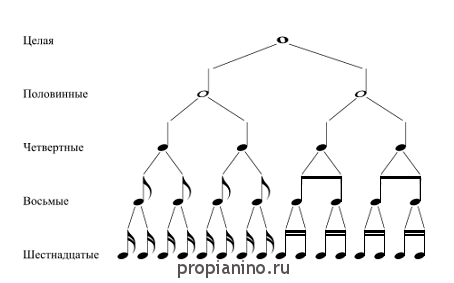 Целая
Половинные
Четвертные
Восьмые
Шестнадцатые
propianino.ru